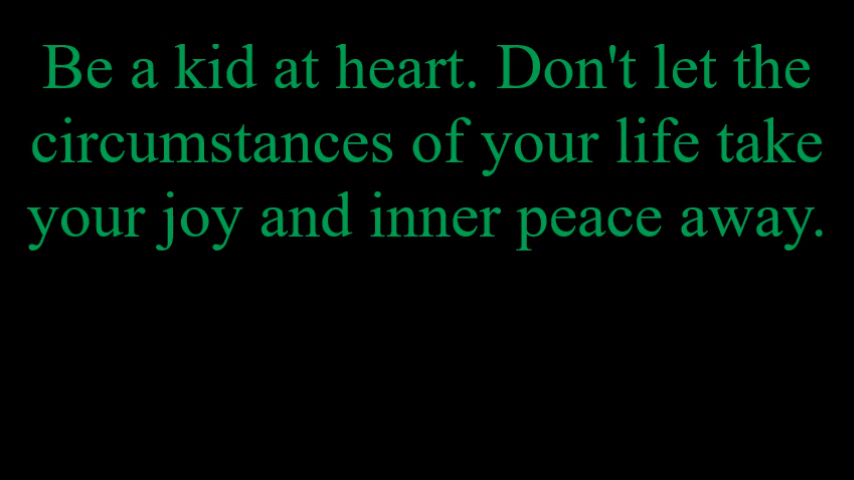 Be a kid at heart. Don't let the
circumstances of your life take
your joy and inner peace away.